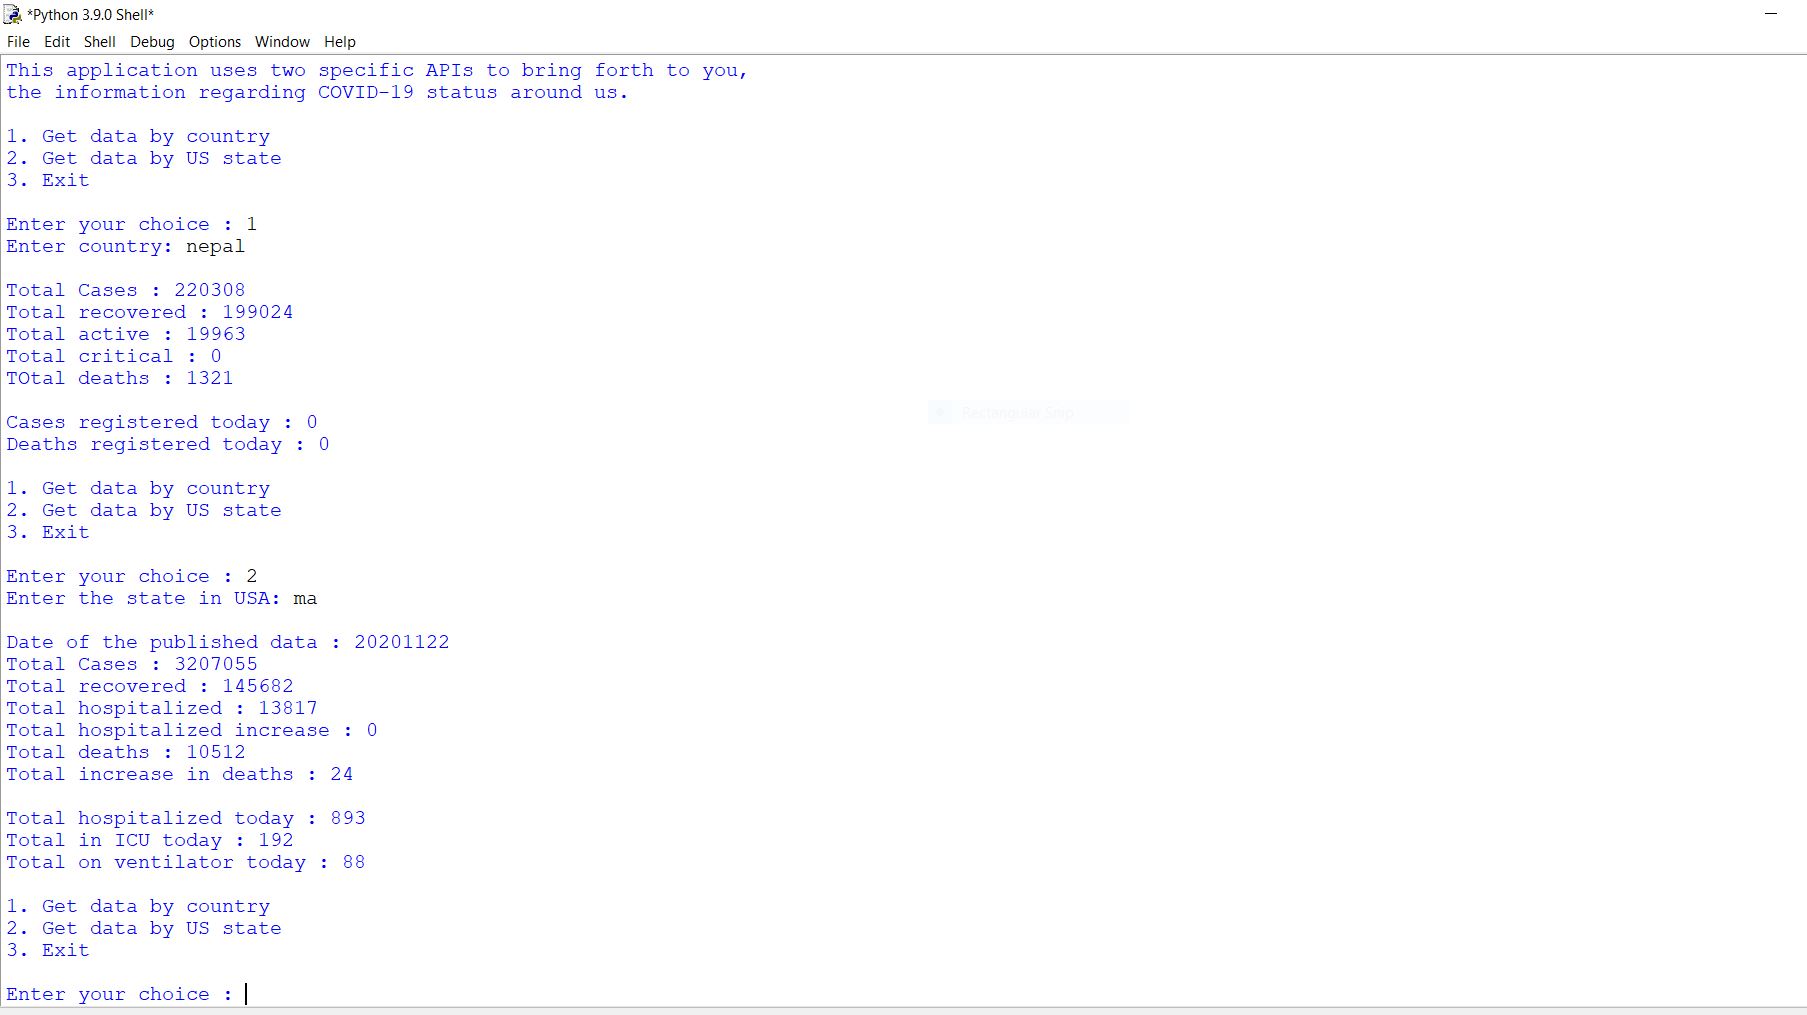 *Python 3.9.0 Shell*
File Edit Shell Debug Options Window Help
This application uses two specific APIs to bring forth to you,
the information regarding COVID-19 status around us.
1. Get data by country
2. Get data by US state
3. Exit
Enter your choice : 1
Enter country: nepal
Total Cases : 220308
Total recovered : 199024
Total active : 19963
Total critical : 0
TOtal deaths : 1321
Rectangular Snip
Cases registered today : 0
Deaths registered today : 0
1. Get data by country
2. Get data by US state
3. Exit
Enter your choice : 2
Enter the state in USA: ma
Date of the published data : 20201122
Total Cases : 3207055
Total recovered : 145682
Total hospitalized : 13817
Total hospitalized increase : 0
Total deaths : 10512
Total increase in deaths : 24
Total hospitalized today : 893
Total in ICU today : 192
Total on ventilator today : 88
1. Get data by country
2. Get data by US state
3. Exit
Enter your choice :